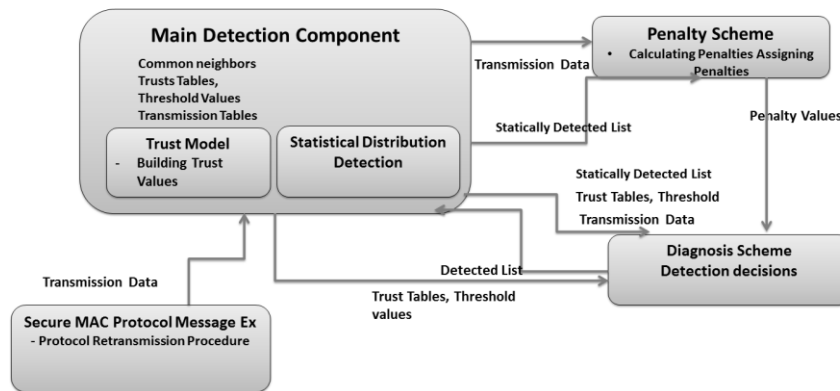 Main Detection Component
Common neighbors
Trusts Tables,
Threshold Values
Transmission Tables
Trust Model
- Building Trust
Values
Statistical Distribution
Detection
Penalty Scheme
• Calculating Penalties Assigning
Penalties
Transmission Data
Statically Detected List
Penalty Values
Statically Detected List
Trust Tables, Threshold
Transmission Data
Diagnosis Scheme
Detection decisions
Detected List
Trust Tables, Threshold
values
Transmission Data
Secure MAC Protocol Message Ex
- Protocol Retransmission Procedure